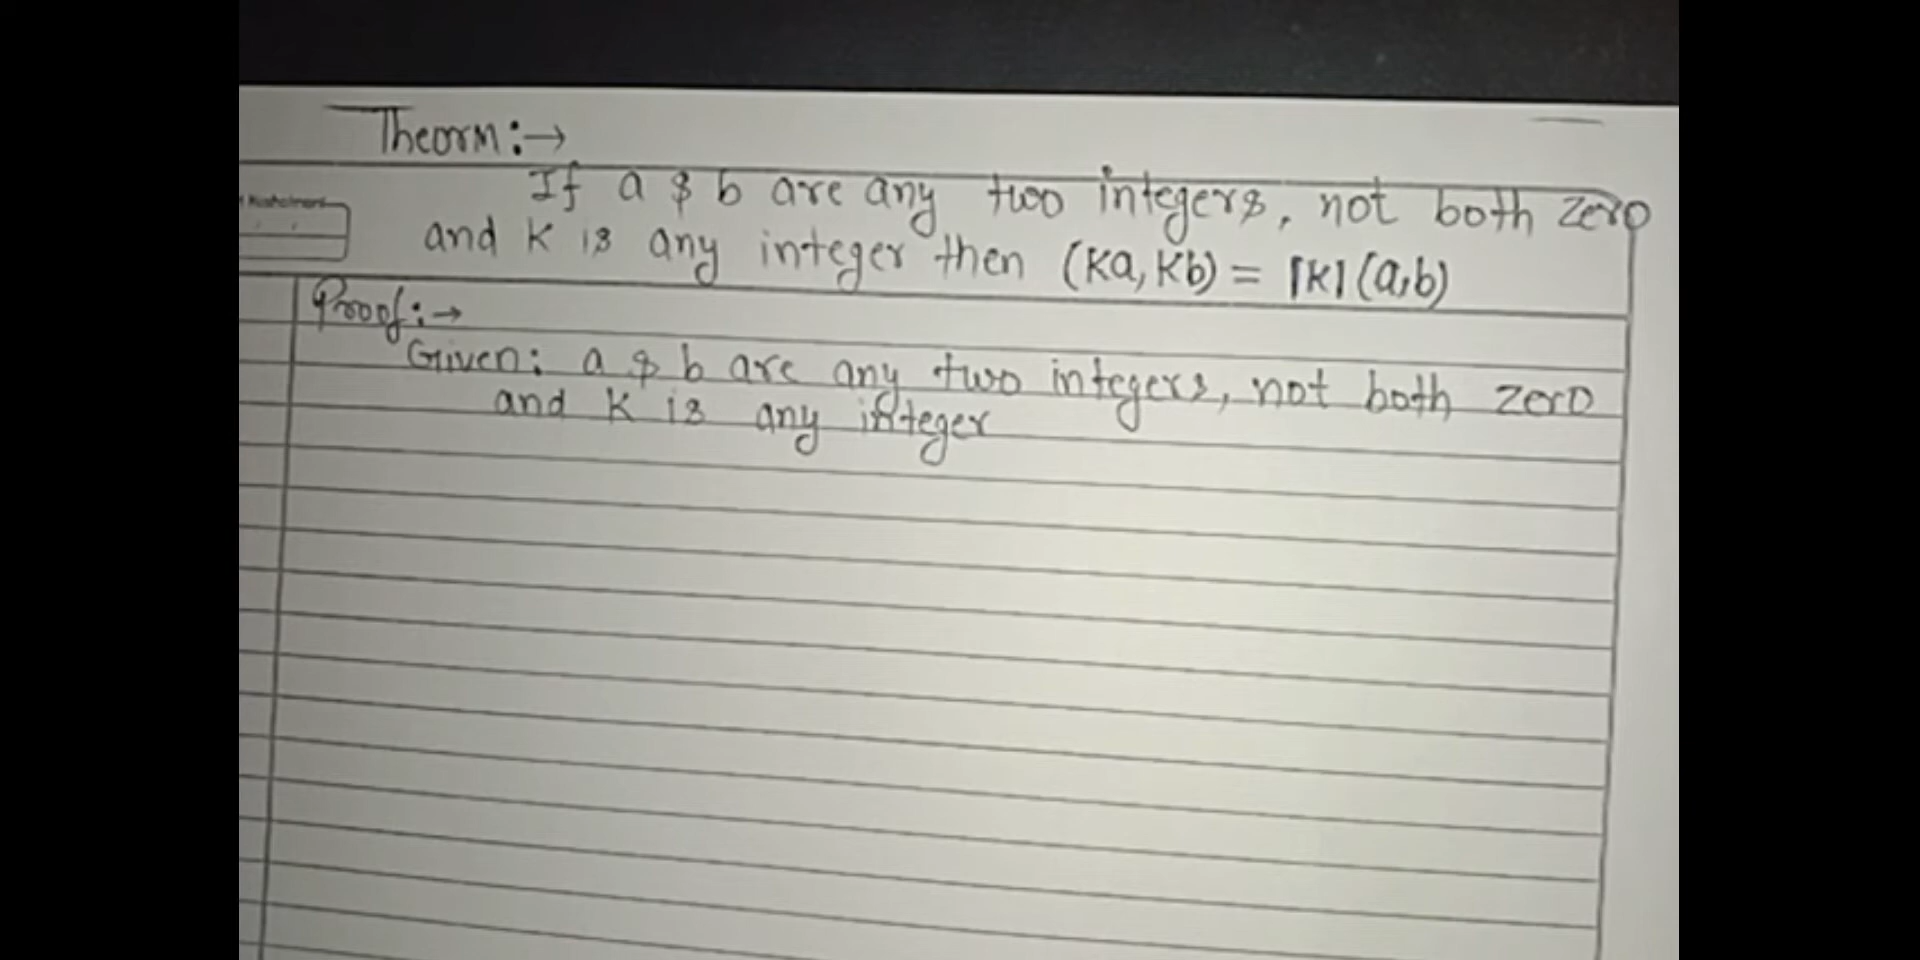 Theorm:→
If a & b are any two integers, not both zero
and K is any integer then (Ka, Kb) = |K| (a,b)
Proof:→
Given: a & b are any two integers, not both zero
and K is any integer